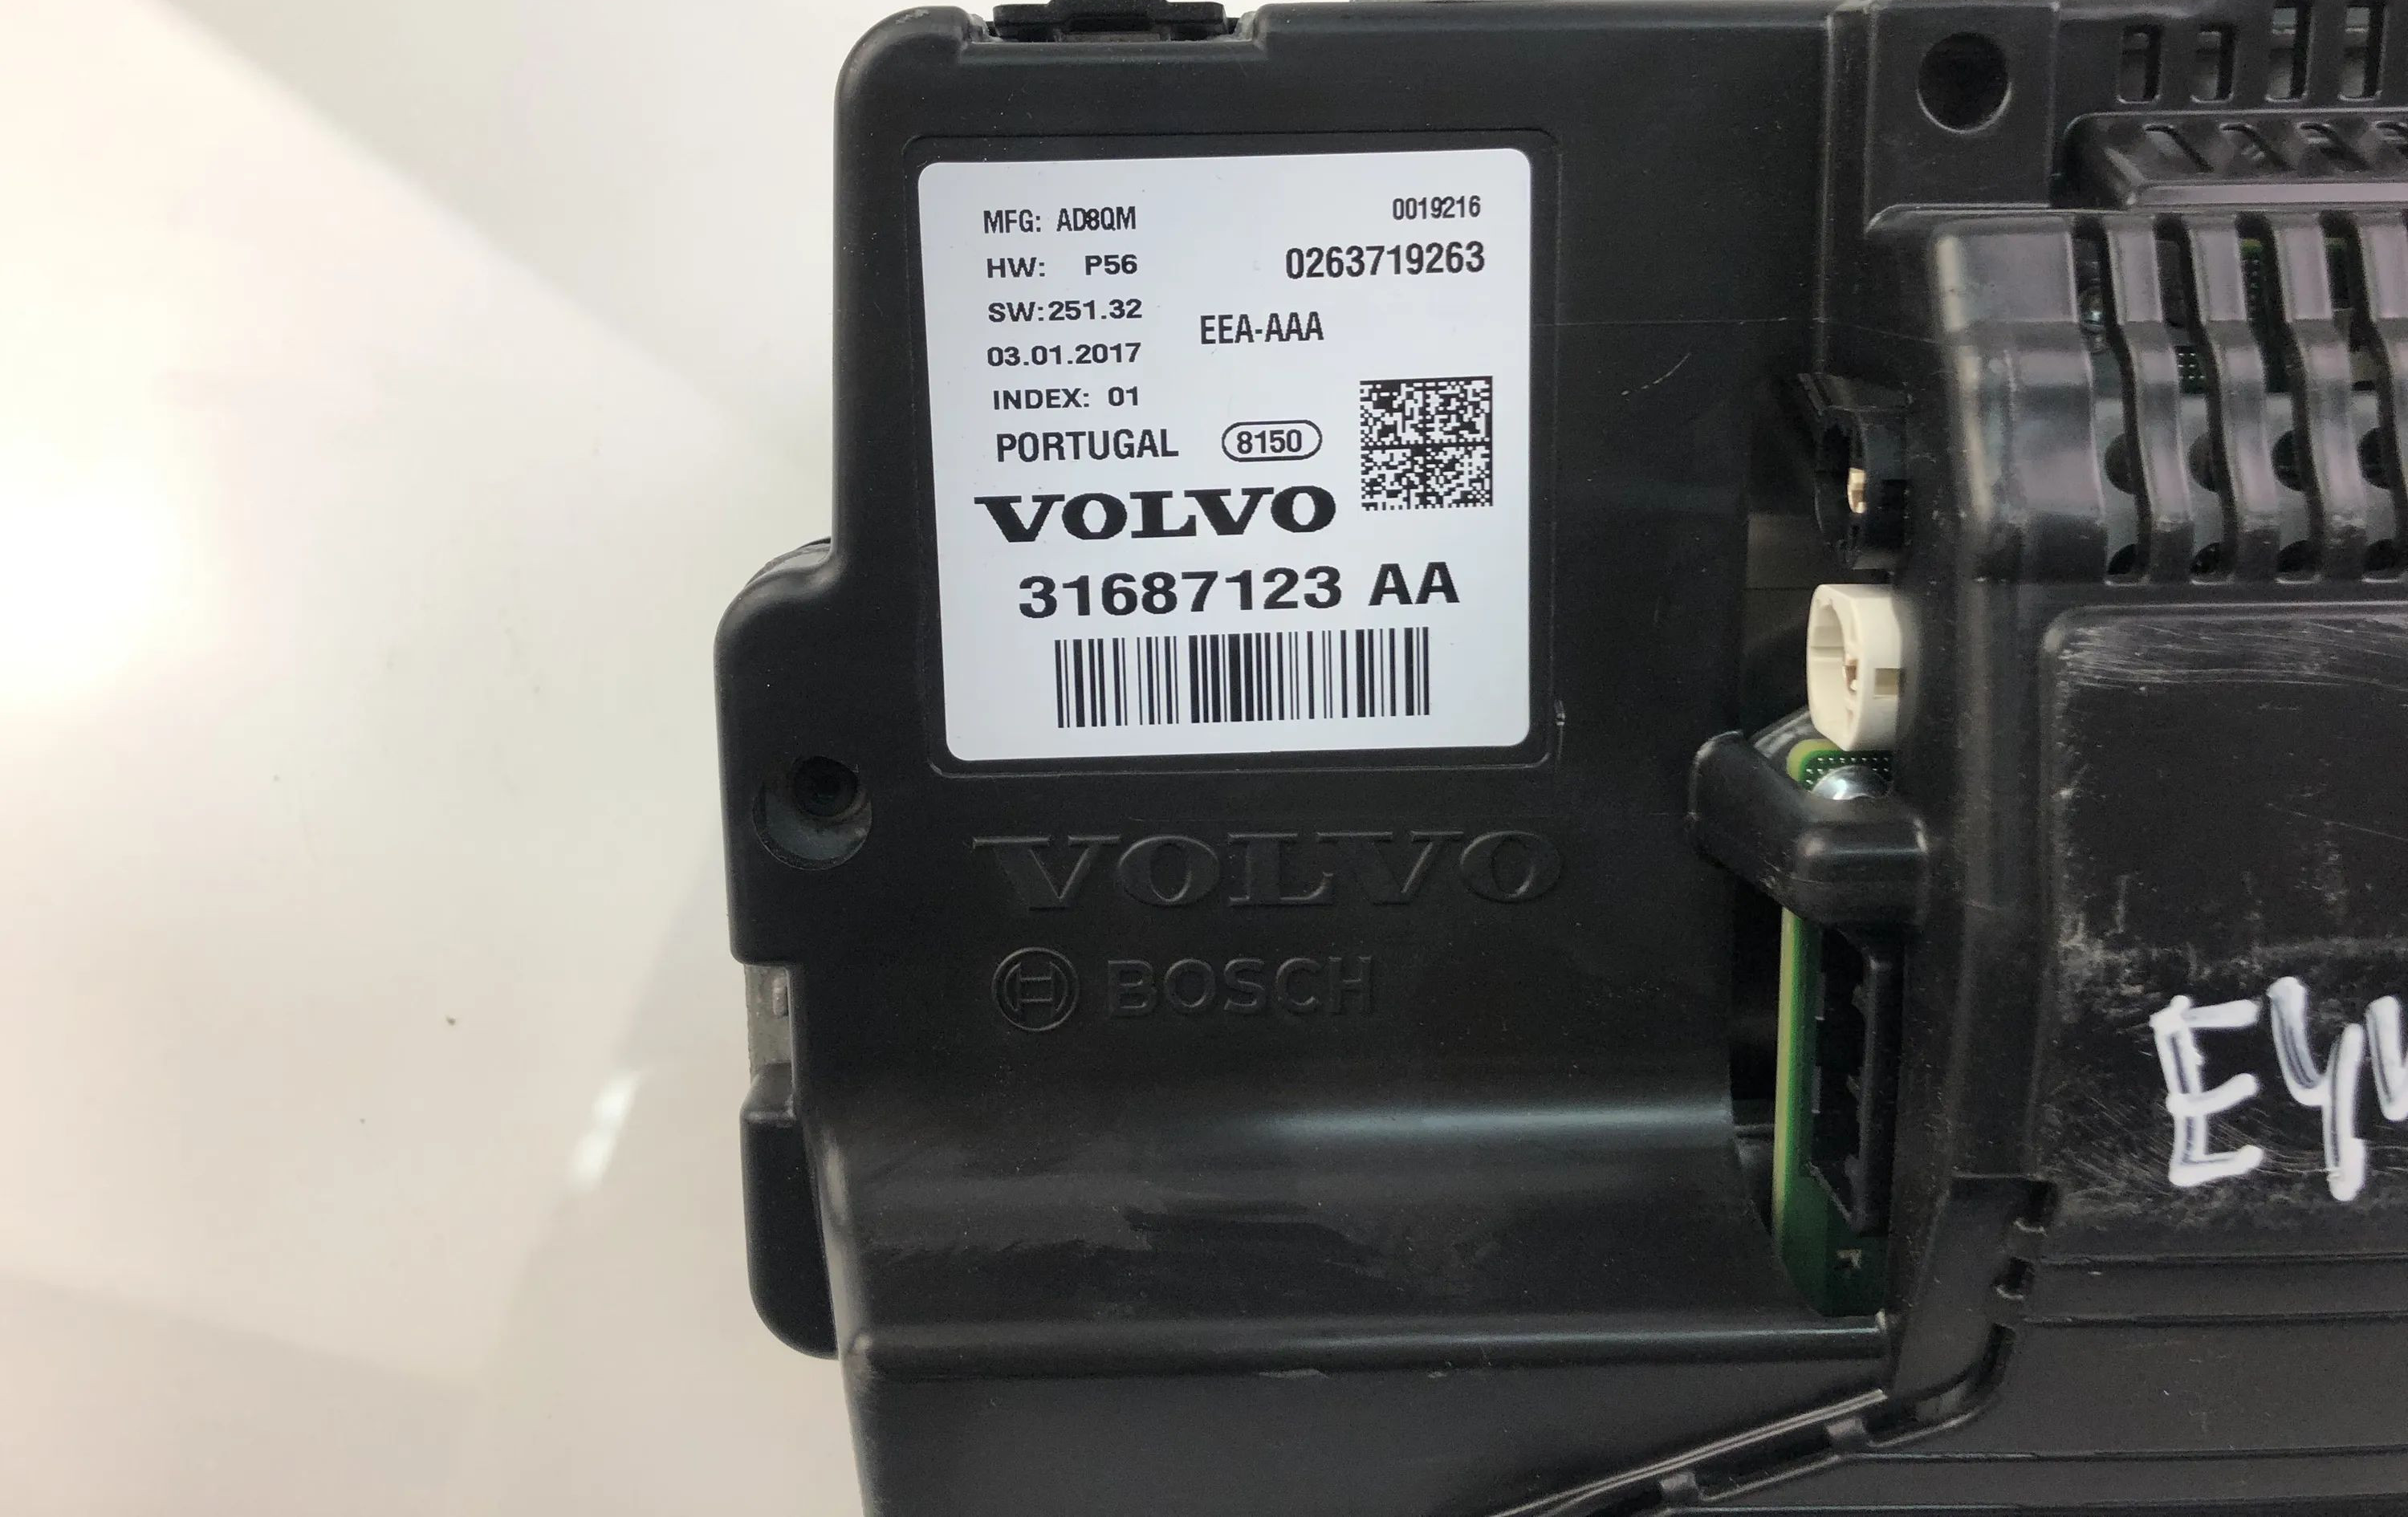 MFG: AD8QM
0019216
HW: P56
0263719263
SW:251.32
EEA-AAA
03.01.2017
INDEX: 01
PORTUGAL 8150
VOLVO
31687123 AA
VOLVO
BOSCH